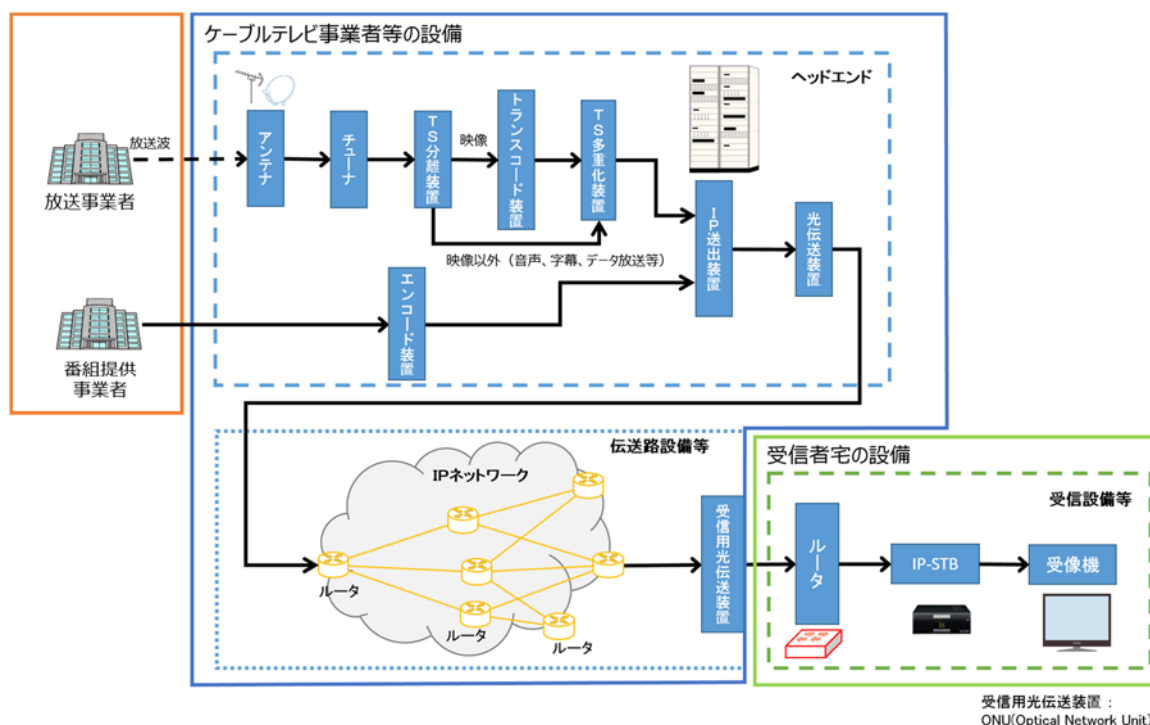 ケーブルテレビ事業者等の設備
ヘッドエンド
放送波
放送事業者
アンテナ
チューナ
TS分離装置
映像
トランスコード装置
TS多重化装置
IP送出装置
光伝送装置
映像以外（音声、字幕、データ放送等）
エンコード装置
番組提供
事業者
伝送路設備等
IPネットワーク
ルータ
ルータ
ルータ
受信用光伝送装置
受信者宅の設備
受信設備等
ルータ
IP-STB
受像機
受信用光伝送装置：
ONU(Optical Network Unit)